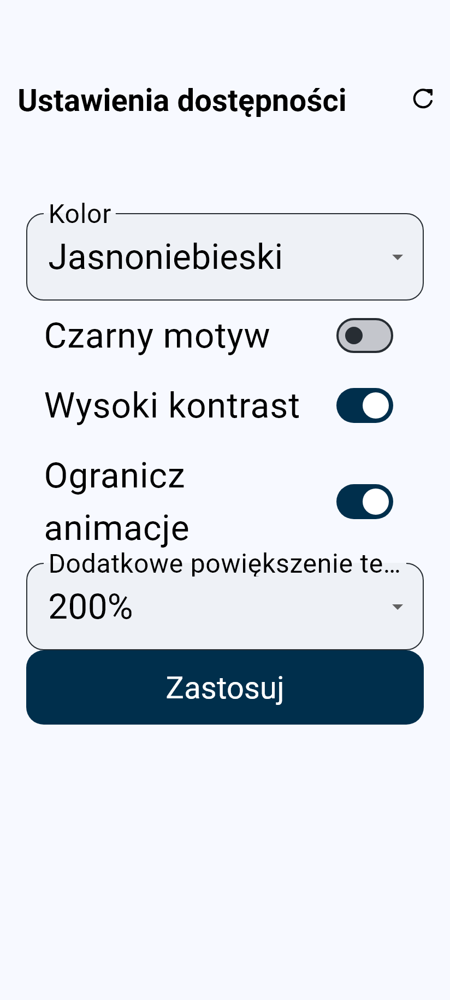 Ustawienia dostępności
Kolor
Jasnoniebieski
Czarny motyw
Wysoki kontrast
Ogranicz
animacje
Dodatkowe powiększenie te…
200%
Zastosuj